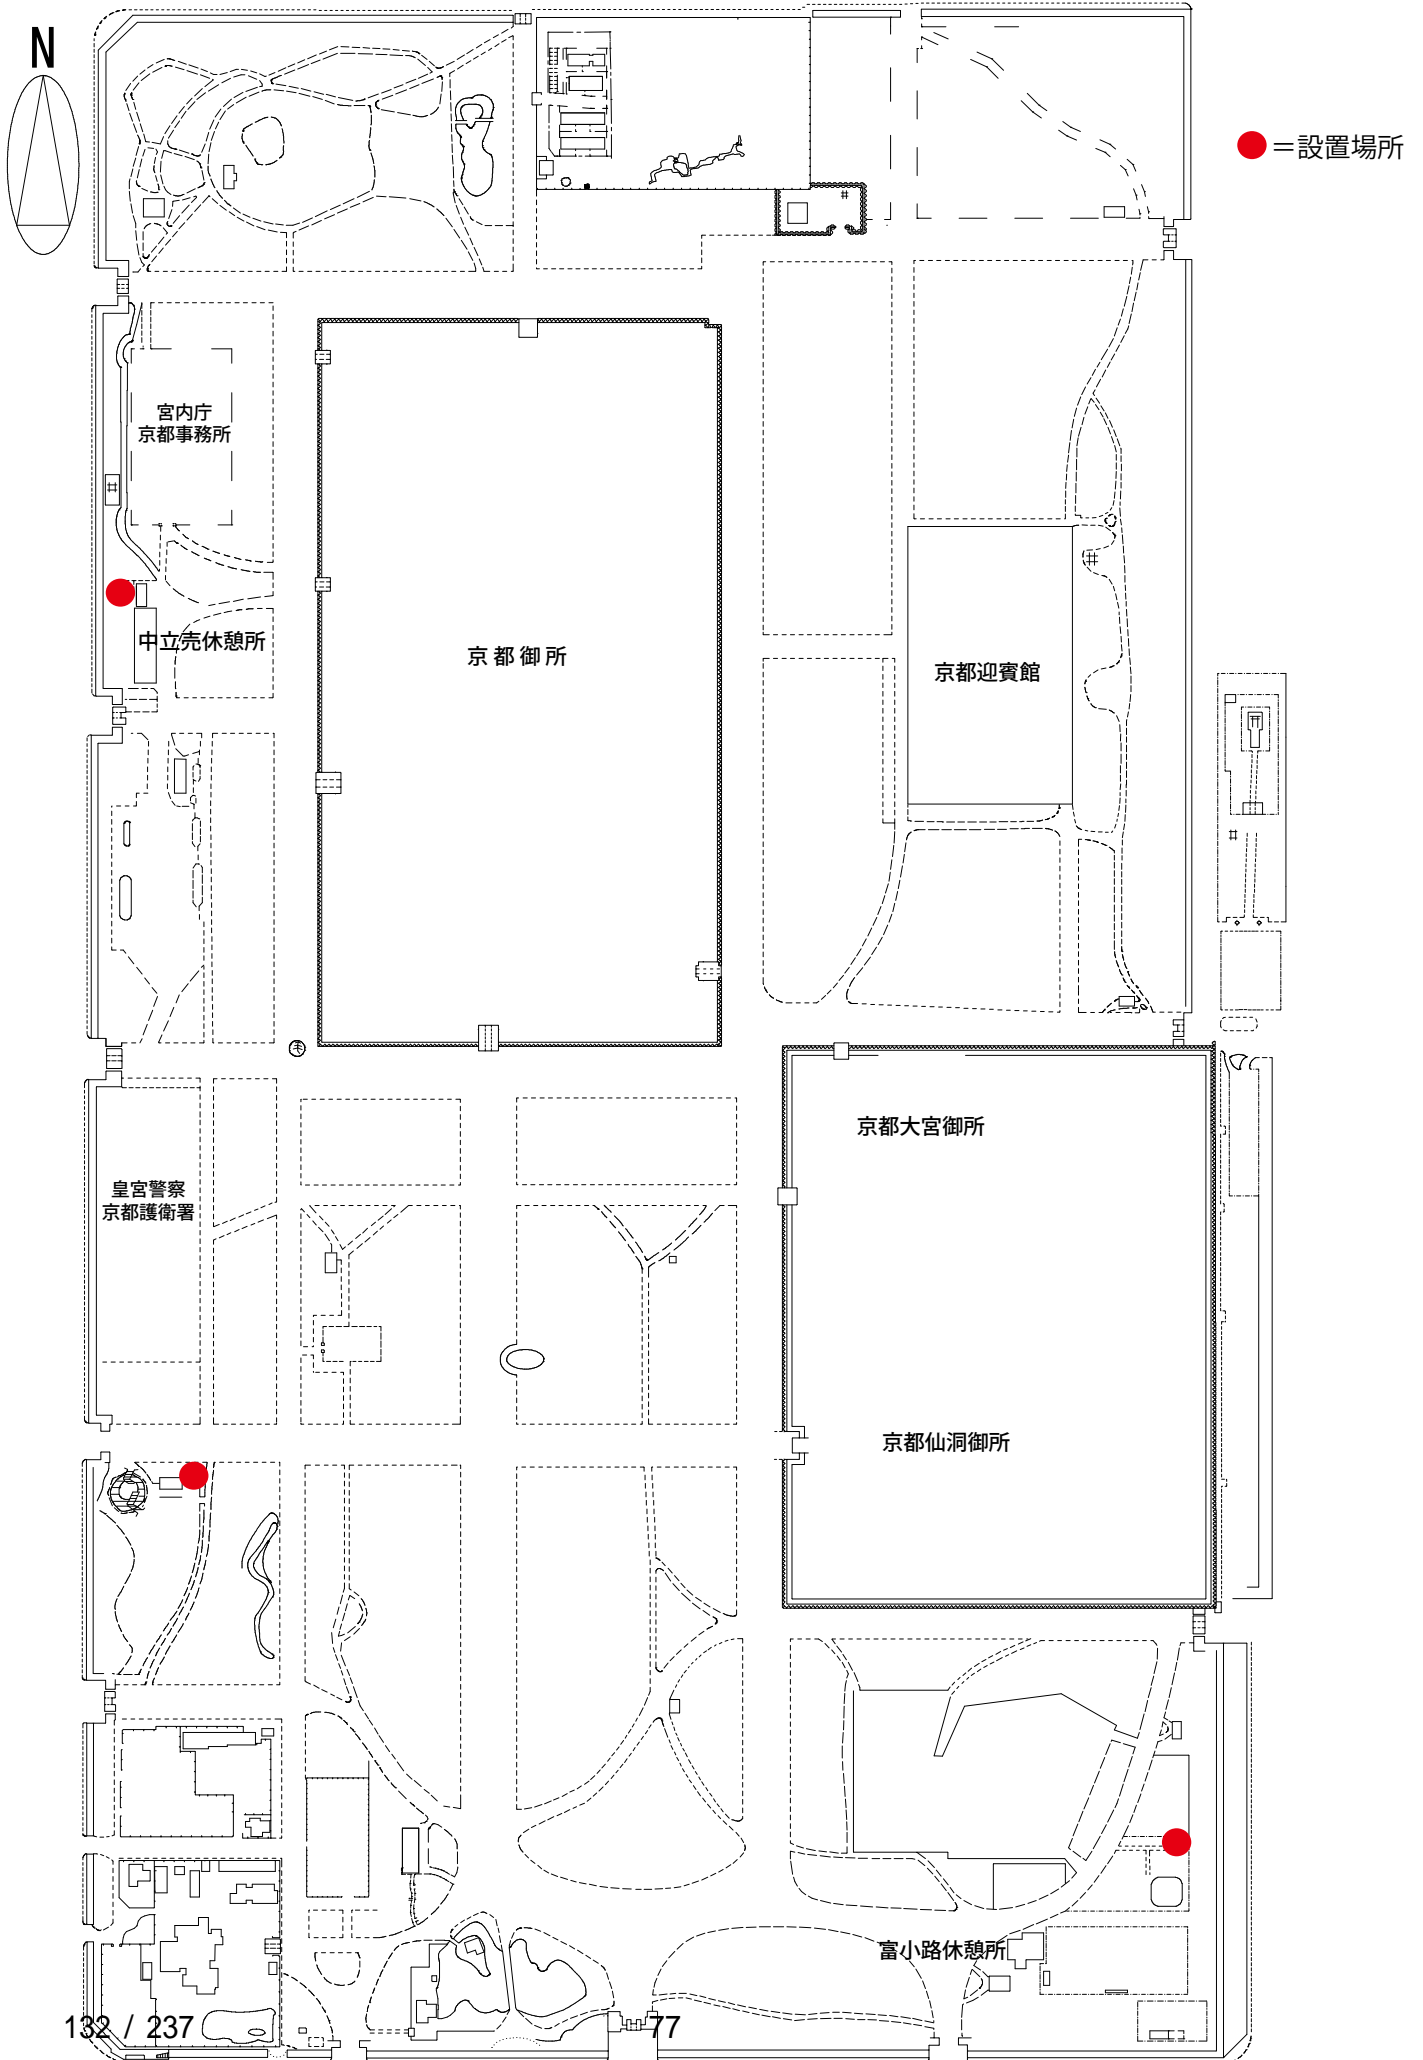 N
=設置場所
宮内庁
京都事務所
中立売休憩所
京都御所
京都迎賓館
京都大宮御所
皇宮警察
京都護衛署
京都仙洞御所
富小路休憩所
132 / 237
77